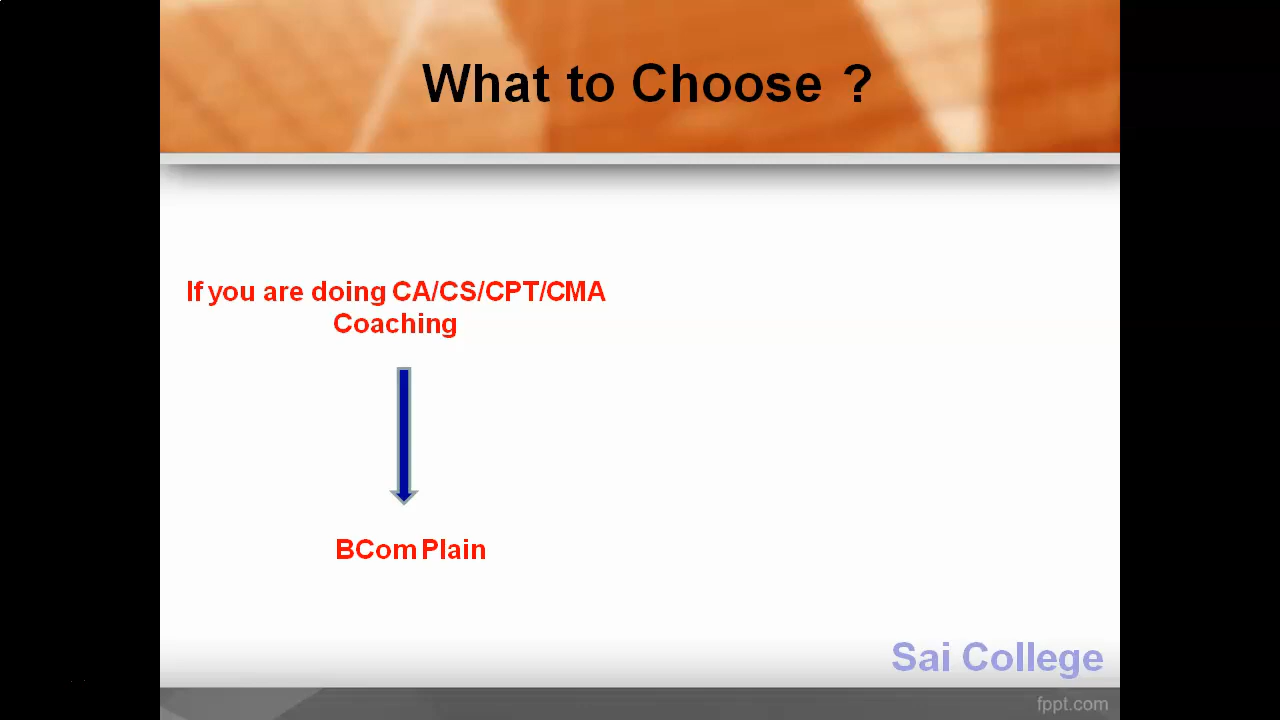 What to Choose ?
If you are doing CA/CS/CPT/CMA
Coaching
BCom Plain
Sai College
fppt.com